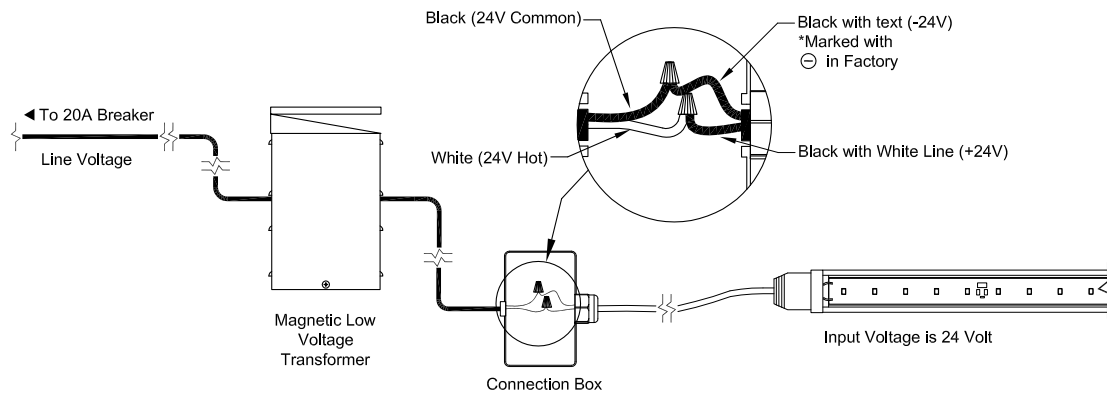 Black (24V Common)
Black with text (-24V)
*Marked with
⊖ in Factory
◀ To 20A Breaker
Line Voltage
White (24V Hot)
Black with White Line (+24V)
Magnetic Low
Voltage
Transformer
Input Voltage is 24 Volt
Connection Box